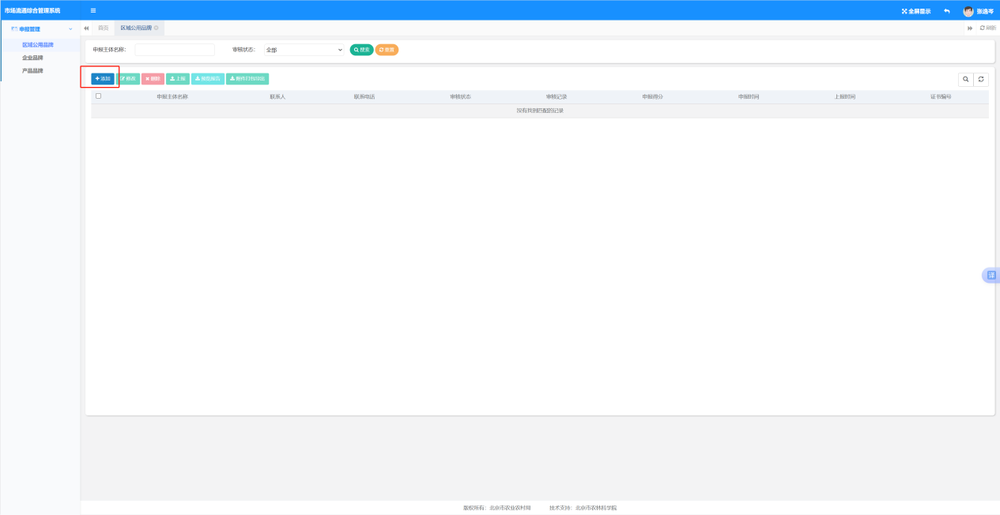 市场流通综合管理系统
全屏显示
张逸岑
申报管理
首页
区域公用品牌
刷新
区域公用品牌
企业品牌
产品品牌
申报主体名称:
审核状态:
全部
搜索
重置
添加
修改
删除
上报
附件打包导出
申报主体名称
联系人
联系电话
审核状态
审核记录
申报得分
申报时间
上报时间
证书编号
没有找到匹配的记录
版权所有：北京市农业农村局
技术支持：北京市农林科学院